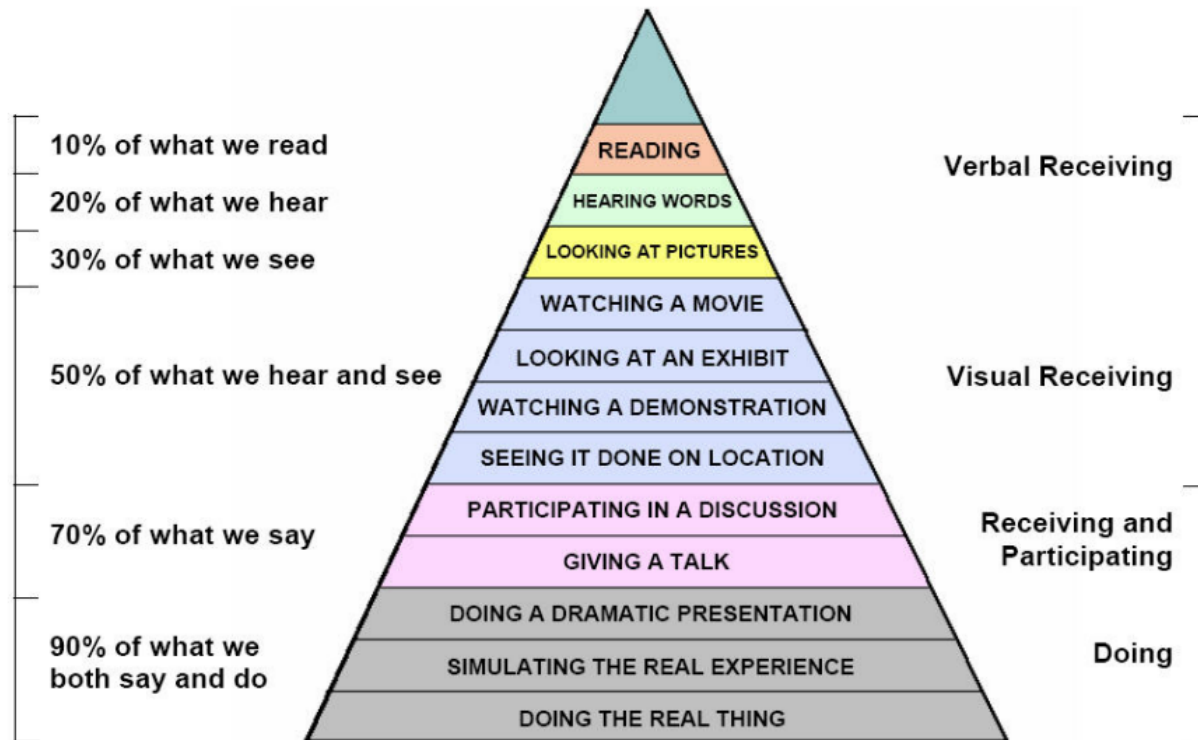 10% of what we read
READING
Verbal Receiving
20% of what we hear
HEARING WORDS
30% of what we see
LOOKING AT PICTURES
WATCHING A MOVIE
50% of what we hear and see
LOOKING AT AN EXHIBIT
Visual Receiving
WATCHING A DEMONSTRATION
SEEING IT DONE ON LOCATION
70% of what we say
PARTICIPATING IN A DISCUSSION
Receiving and
Participating
GIVING A TALK
90% of what we
both say and do
DOING A DRAMATIC PRESENTATION
SIMULATING THE REAL EXPERIENCE
Doing
DOING THE REAL THING